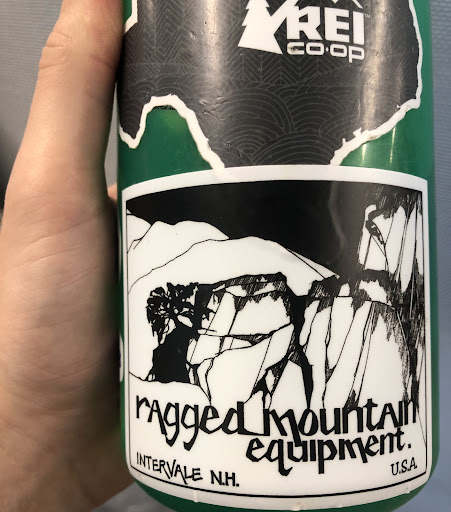 REI
CO·OP
ragged mountain
equipment.
INTERVALE N.H.
U.S.A.